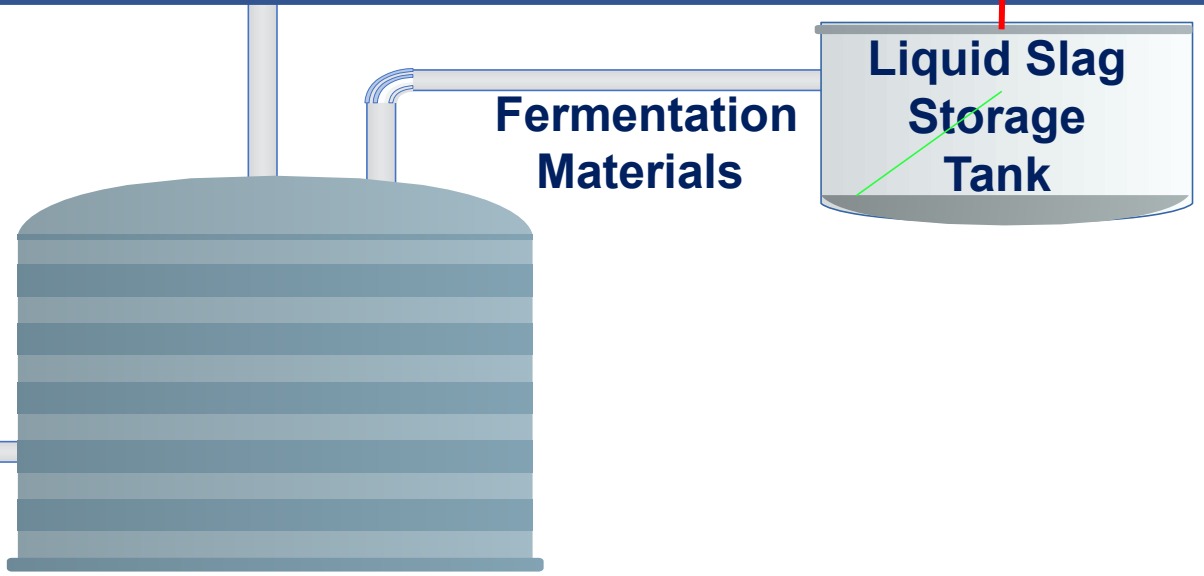 Fermentation
Materials
Liquid Slag
Storage
Tank